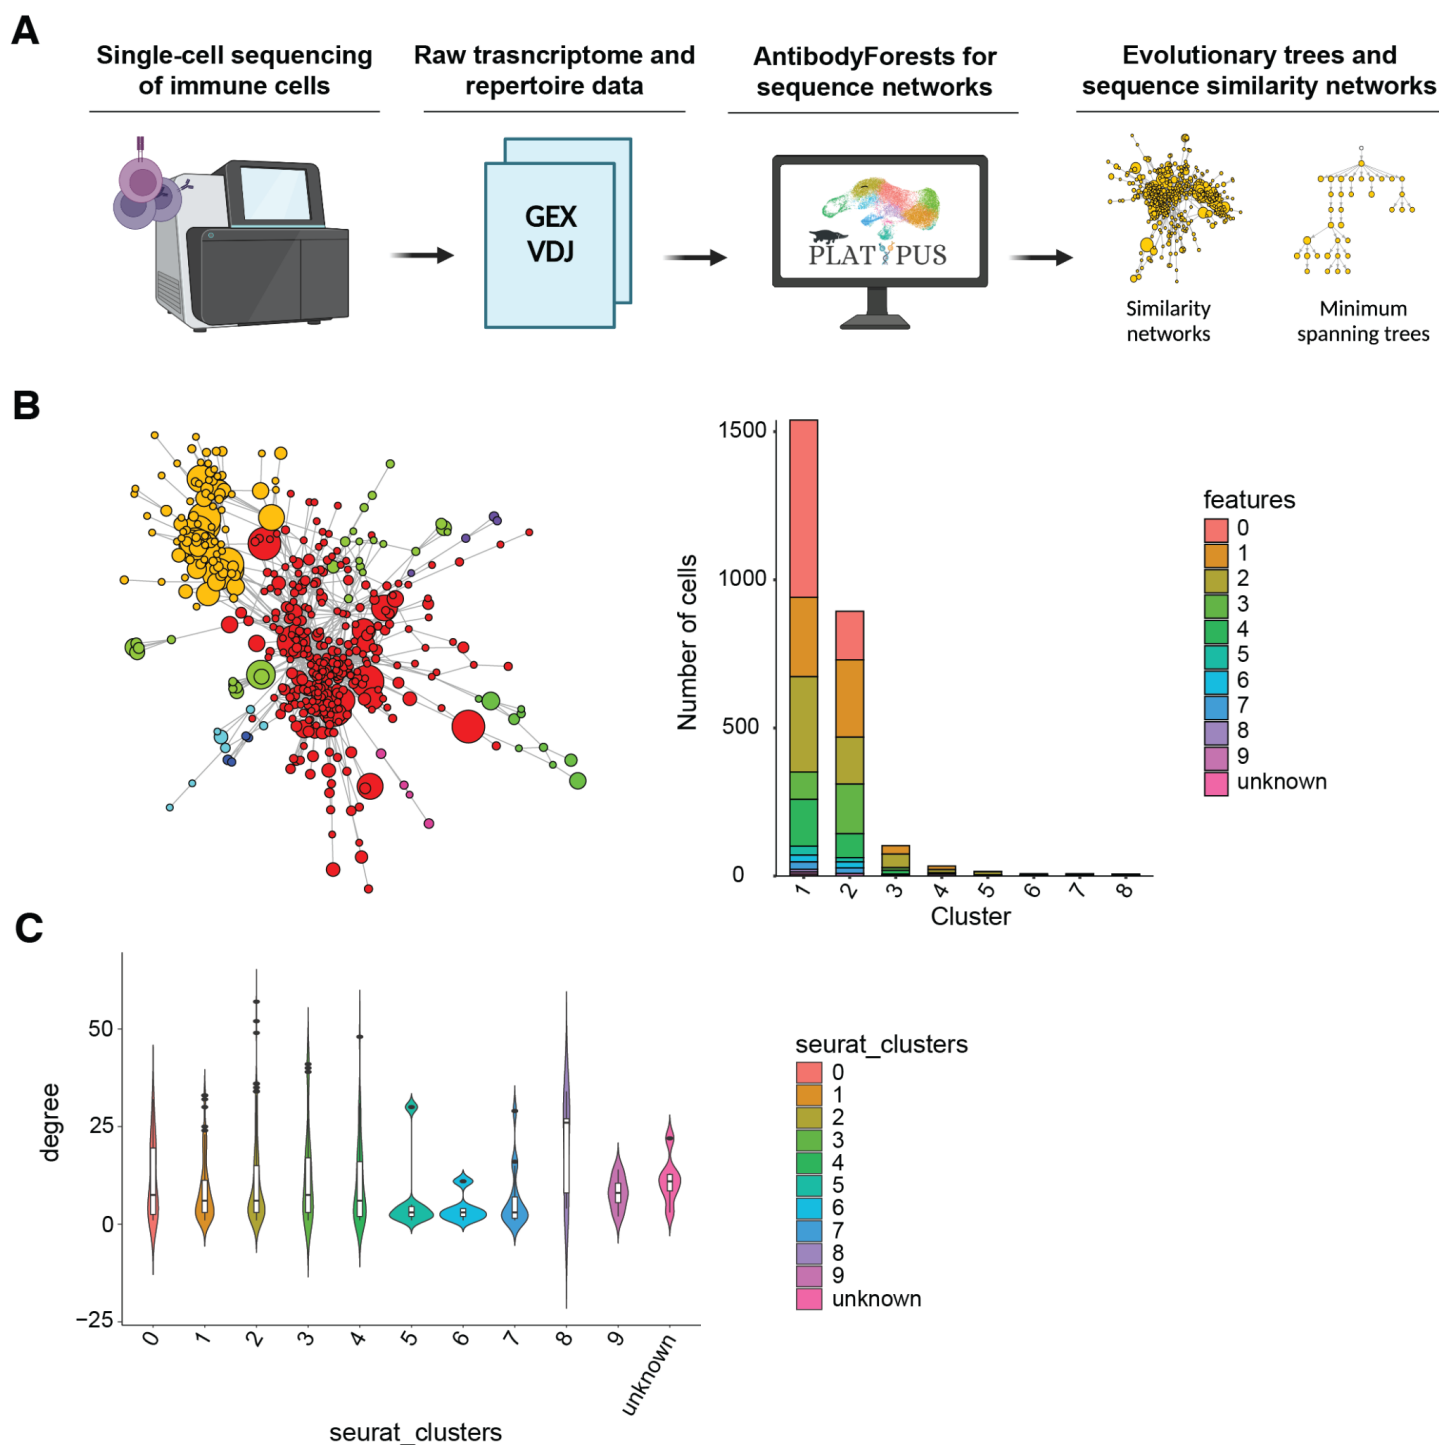 A
Single-cell sequencing
of immune cells
Raw trasncriptome and
repertoire data
AntibodyForests for
sequence networks
Evolutionary trees and
sequence similarity networks
GEX
VDJ
PLATYPUS
Similarity
networks
Minimum
spanning trees
B
1500
1000
500
0
Number of cells
1
2
3
4
5
6
7
8
Cluster
features
0
1
2
3
4
5
6
7
8
9
unknown
C
50
25
0
−25
degree
0
1
2
3
4
5
6
7
8
9
unknown
seurat_clusters
seurat_clusters
0
1
2
3
4
5
6
7
8
9
unknown